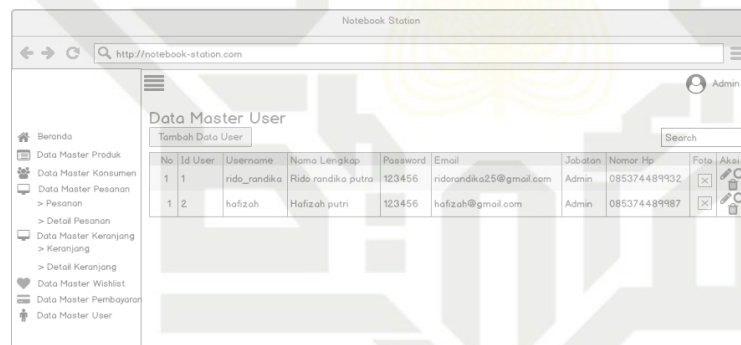 Notebook Station
http://notebook-station.com
Admin
Data Master User
Tambah Data User
Search
Beranda
Data Master Produk
Data Master Konsumen
Data Master Pesanan
> Pesanan
> Detail Pesanan
Data Master Keranjang
> Keranjang
> Detail Keranjang
Data Master Wishlist
Data Master Pembayaran
Data Master User
No Id User Username Nama Lengkap Password Email Jabatan Nomor Hp Foto Aksi
1 1 rido_randika Rido randika putra 123456 ridorandika25@gmail.com Admin 085374489932
1 2 hafizah Hafizah putri 123456 hafizah@gmail.com Admin 085374489987